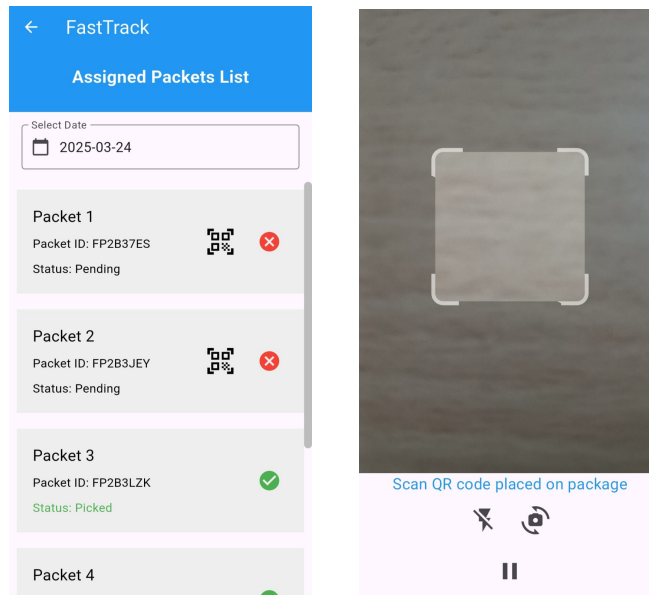 FastTrack
Assigned Packets List
Select Date
2025-03-24
Packet 1
Packet ID: FP2B37ES
Status: Pending
Packet 2
Packet ID: FP2B3JEY
Status: Pending
Packet 3
Packet ID: FP2B3LZK
Status: Picked
Packet 4
Scan QR code placed on package